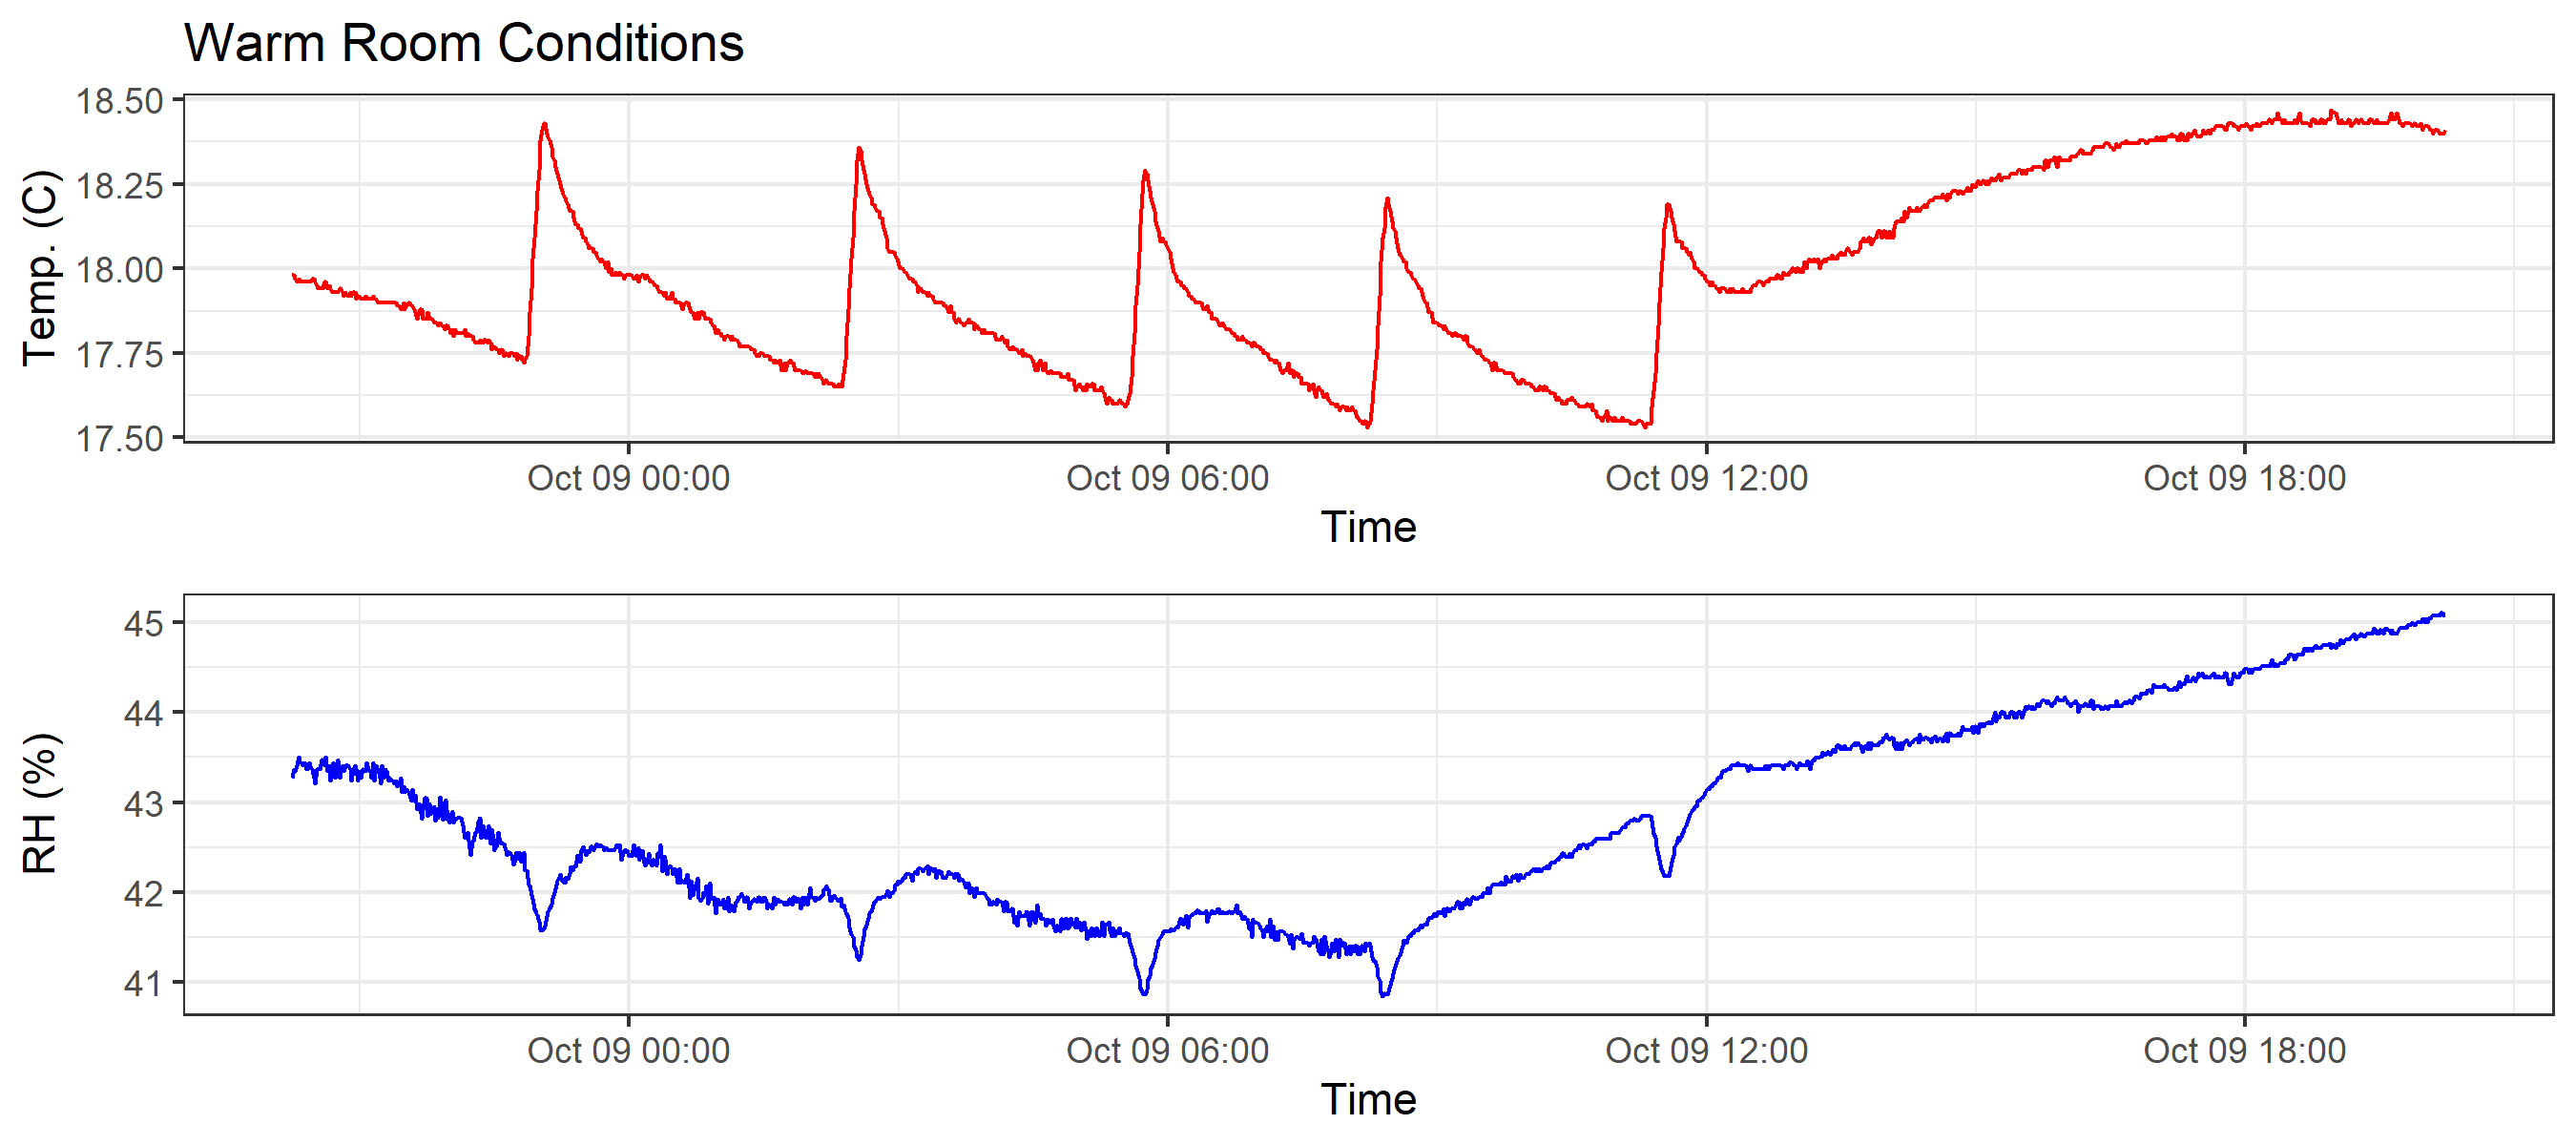 Warm Room Conditions
Temp. (C)
18.50
18.25
18.00
17.75
17.50
Oct 09 00:00 Oct 09 06:00 Oct 09 12:00 Oct 09 18:00
Time
RH (%)
45
44
43
42
41
Oct 09 00:00 Oct 09 06:00 Oct 09 12:00 Oct 09 18:00
Time